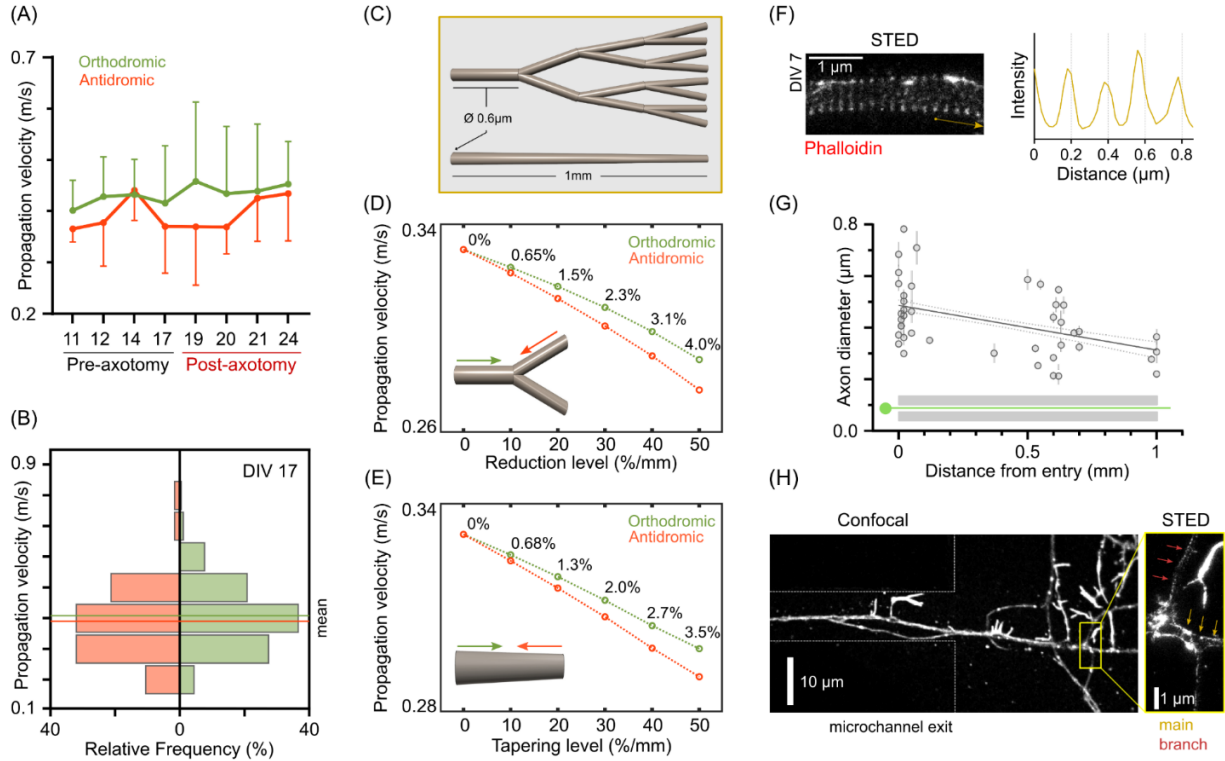 (A)
Orthodromic
Antidromic
Propagation velocity (m/s)
0.7
0.2
11 12 14 17 19 20 21 24
Pre-axotomy Post-axotomy
(B)
DIV 17
Propagation velocity (m/s)
0.9
0.1
mean
40 20 0 20 40
Relative Frequency (%)
(C)
Ø 0.6µm
1mm
(D)
Propagation velocity (m/s)
0.34
0.26
Orthodromic
Antidromic
0%
0.65%
1.5%
2.3%
3.1%
4.0%
0 10 20 30 40 50
Reduction level (%/mm)
(E)
Propagation velocity (m/s)
0.34
0.28
Orthodromic
Antidromic
0%
0.68%
1.3%
2.0%
2.7%
3.5%
0 10 20 30 40 50
Tapering level (%/mm)
(F)
STED
DIV 7
1 µm
Phalloidin
Intensity
0 0.2 0.4 0.6 0.8
Distance (µm)
(G)
Axon diameter (µm)
0.8
0.0
0 0.5 1
Distance from entry (mm)
(H)
Confocal
STED
10 µm
1 µm
microchannel exit
main
branch